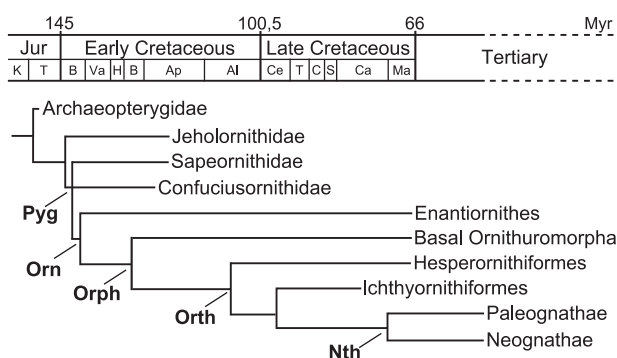 145 100,5 66 Myr
Jur Early Cretaceous Late Cretaceous Tertiary
K T B Va H B Ap Al Ce T C S Ca Ma
Archaeopterygidae
Jeholornithidae
Sapeornithidae
Confuciusornithidae
Pyg
Enantiornithes
Basal Ornithuromorpha
Orn
Hesperornithiformes
Orph
Ichthyornithiformes
Orth
Paleognathae
Neognathae
Nth